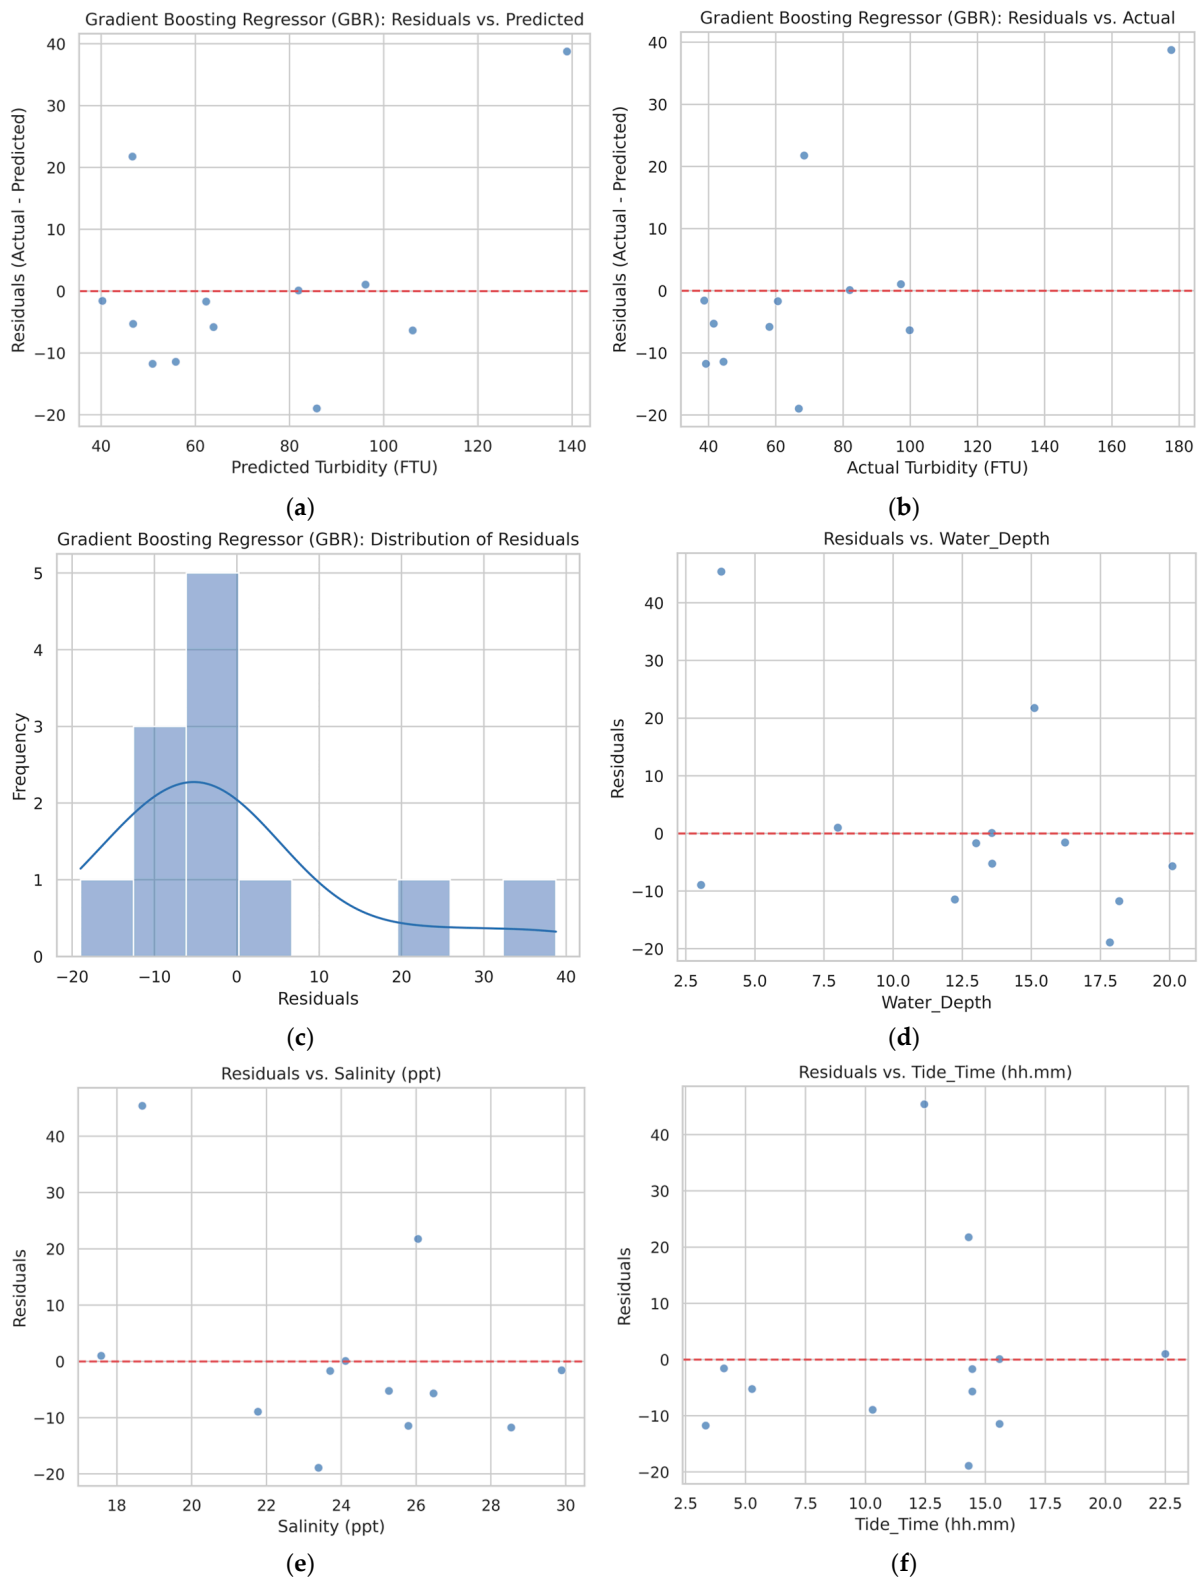 Gradient Boosting Regressor (GBR): Residuals vs. Predicted
40
30
20
10
0
−10
−20
Residuals (Actual - Predicted)
40 60 80 100 120 140
Predicted Turbidity (FTU)
(a)
Gradient Boosting Regressor (GBR): Residuals vs. Actual
40
30
20
10
0
−10
−20
Residuals (Actual - Predicted)
40 60 80 100 120 140 160 180
Actual Turbidity (FTU)
(b)
Gradient Boosting Regressor (GBR): Distribution of Residuals
5
4
3
2
1
0
Frequency
−20 −10 0 10 20 30 40
Residuals
(c)
Residuals vs. Water_Depth
40
30
20
10
0
−10
−20
Residuals
2.5 5.0 7.5 10.0 12.5 15.0 17.5 20.0
Water_Depth
(d)
Residuals vs. Salinity (ppt)
40
30
20
10
0
−10
−20
Residuals
18 20 22 24 26 28 30
Salinity (ppt)
(e)
Residuals vs. Tide_Time (hh.mm)
40
30
20
10
0
−10
−20
Residuals
2.5 5.0 7.5 10.0 12.5 15.0 17.5 20.0 22.5
Tide_Time (hh.mm)
(f)